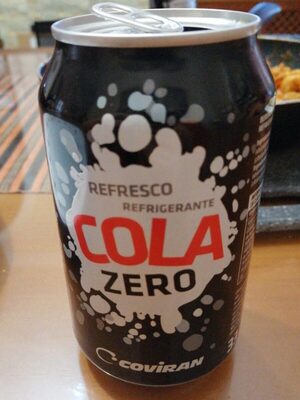 REFRESCO
REFRIGERANTE
COLA
ZERO
COVIRAN